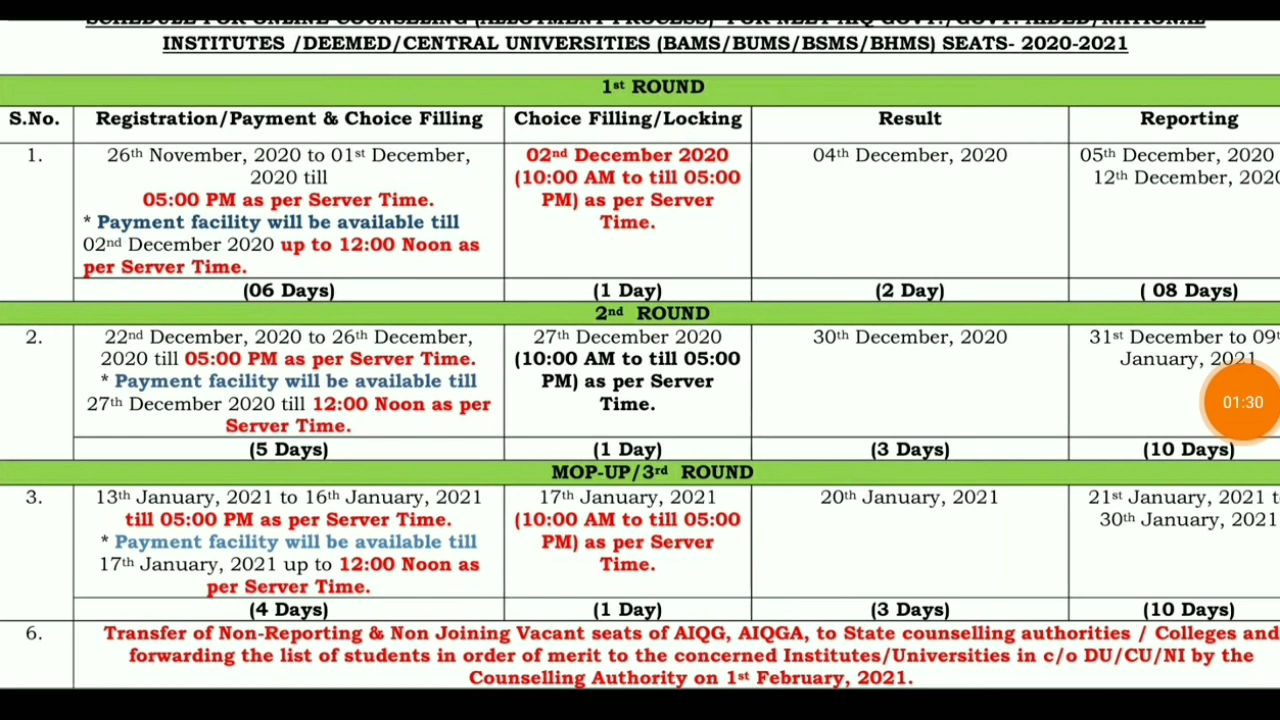 SCHEDULE FOR ONLINE COUNSELING (ALLOTMENT PROCESS) FOR NEET AIQ GOVT./GOVT. AIDED/NATIONAL
INSTITUTES /DEEMED/CENTRAL UNIVERSITIES (BAMS/BUMS/BSMS/BHMS) SEATS- 2020-2021
1st ROUND
S.No. Registration/Payment & Choice Filling Choice Filling/Locking Result Reporting
1.
26th November, 2020 to 01st December,
2020 till
05:00 PM as per Server Time.
* Payment facility will be available till
02nd December 2020 up to 12:00 Noon as
per Server Time.
02nd December 2020
(10:00 AM to till 05:00
PM) as per Server
Time.
04th December, 2020
05th December, 2020
12th December, 2020
(06 Days) (1 Day) (2 Day) ( 08 Days)
2nd ROUND
2.
22nd December, 2020 to 26th December,
2020 till 05:00 PM as per Server Time.
* Payment facility will be available till
27th December 2020 till 12:00 Noon as per
Server Time.
27th December 2020
(10:00 AM to till 05:00
PM) as per Server
Time.
30th December, 2020
31st December to 09th
January, 2021
01:30
(5 Days) (1 Day) (3 Days) (10 Days)
MOP-UP/3rd ROUND
3.
13th January, 2021 to 16th January, 2021
till 05:00 PM as per Server Time.
* Payment facility will be available till
17th January, 2021 up to 12:00 Noon as
per Server Time.
17th January, 2021
(10:00 AM to till 05:00
PM) as per Server
Time.
20th January, 2021
21st January, 2021 t
30th January, 2021
(4 Days) (1 Day) (3 Days) (10 Days)
6.
Transfer of Non-Reporting & Non Joining Vacant seats of AIQG, AIQGA, to State counselling authorities / Colleges and
forwarding the list of students in order of merit to the concerned Institutes/Universities in c/o DU/CU/NI by the
Counselling Authority on 1st February, 2021.